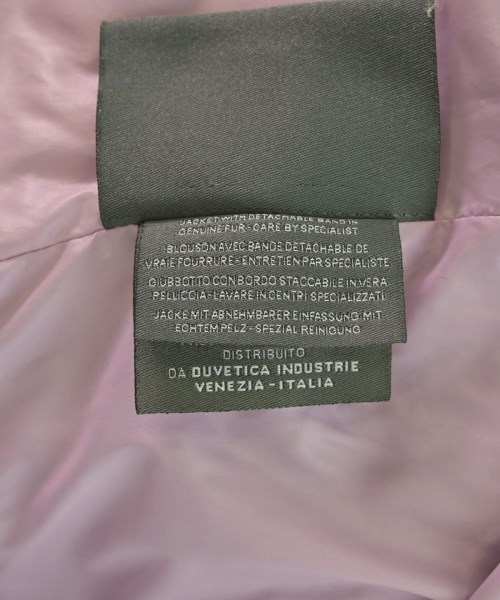 JACKET WITH DETACHABLE BAND IN
GENUINE FUR - CARE BY SPECIALIST
BLOUSON AVEC BANDE DETACHABLE DE
VRAIE FOURRURE - ENTRETIEN PAR SPECIALISTE
GIUBBOTTO CON BORDO STACCABILE IN VERA
PELLICCIA - LAVARE IN CENTRI SPECIALIZZATI
JACKE MIT ABNEHMBARER EINFASSUNG MIT
ECHTEM PELZ - SPEZIAL REINIGUNG
DISTRIBUITO
DA DUVETICA INDUSTRIE
VENEZIA - ITALIA